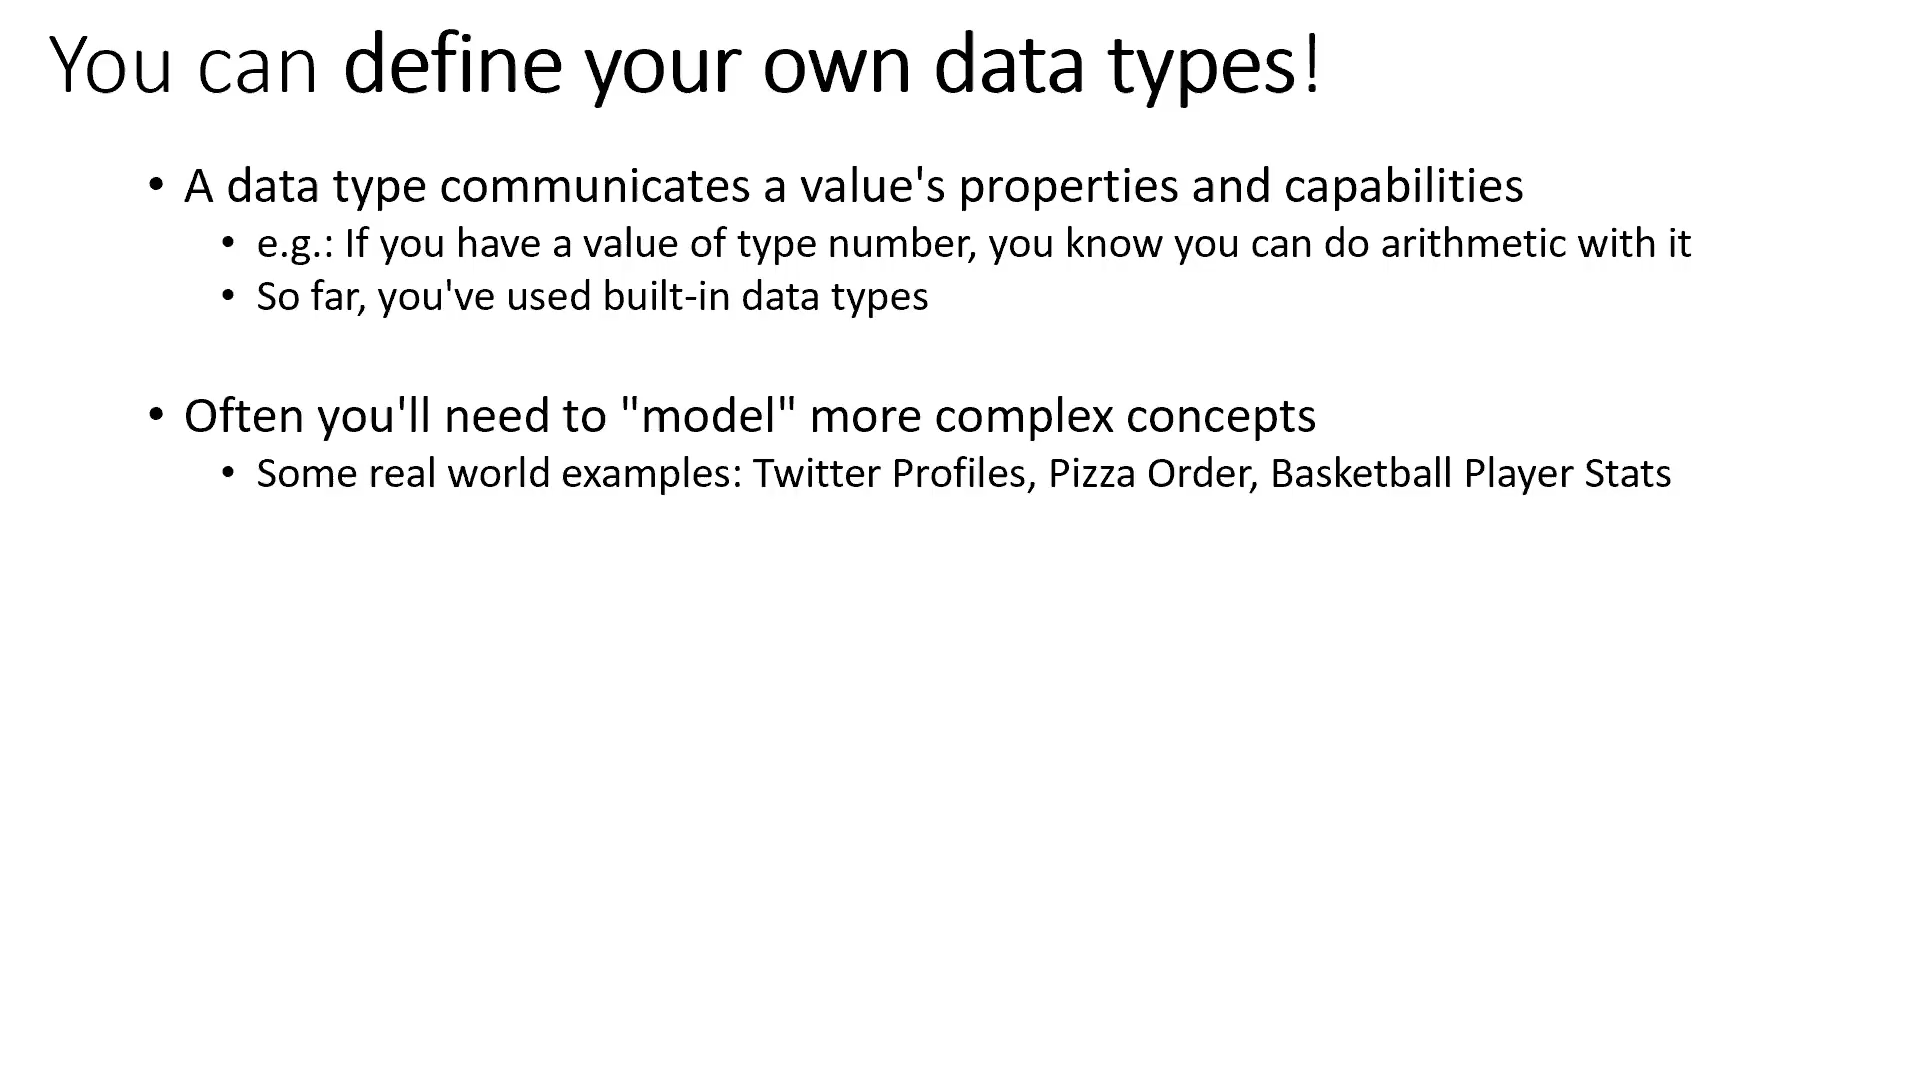 You can define your own data types!
• A data type communicates a value's properties and capabilities
• e.g.: If you have a value of type number, you know you can do arithmetic with it
• So far, you've used built-in data types
• Often you'll need to "model" more complex concepts
• Some real world examples: Twitter Profiles, Pizza Order, Basketball Player Stats